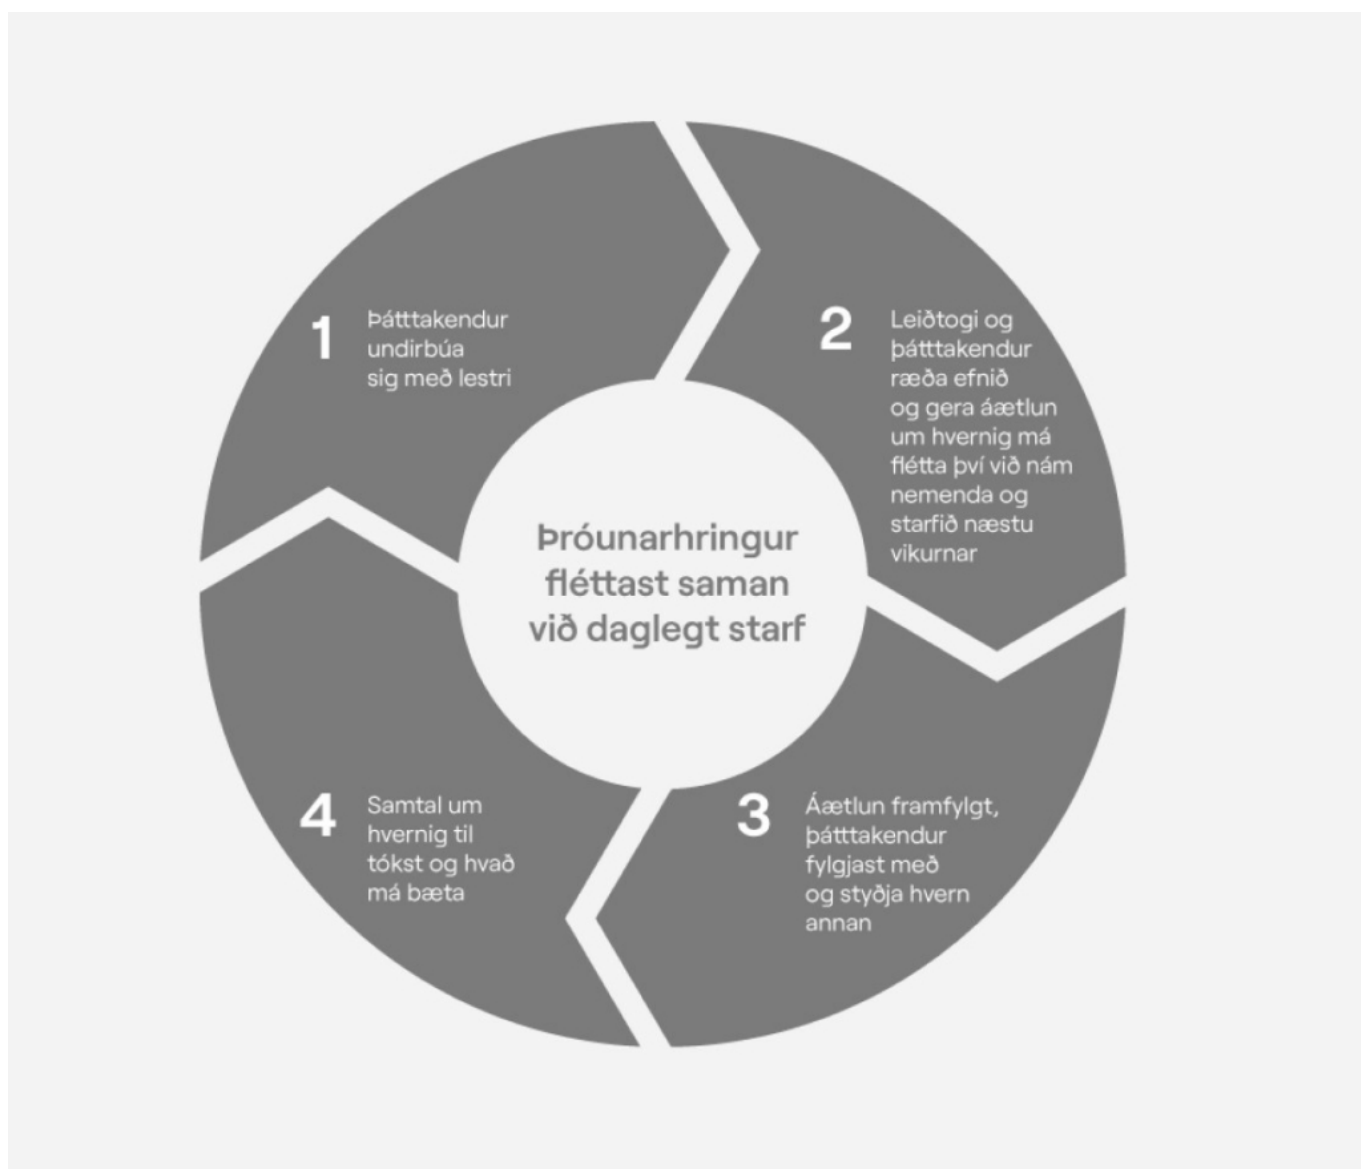 1
Þátttakendur
undirbúa
sig með lestri
2
Leiðtogi og
þátttakendur
ræða efnið
og gera áætlun
um hvernig má
flétta því við nám
nemenda og
starfið næstu
vikurnar
Þróunarhringur
fléttast saman
við daglegt starf
3
Áætlun framfylgt,
þátttakendur
fylgjast með
og styðja hvern
annan
4
Samtal um
hvernig til
tókst og hvað
má bæta